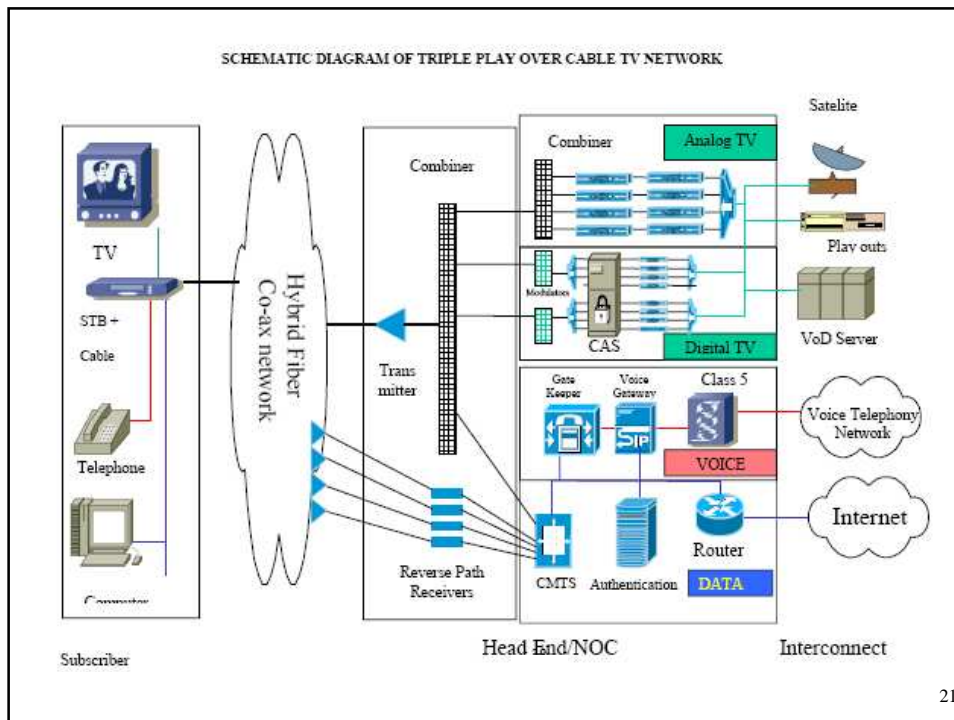 SCHEMATIC DIAGRAM OF TRIPLE PLAY OVER CABLE TV NETWORK
TV
STB +
Cable
Telephone
Computer
Subscriber
Hybrid Fiber
Co-ax network
Combiner
Trans
mitter
Reverse Path
Receivers
Combiner
Analog TV
Modulators
CAS
Digital TV
Gate
Keeper
Voice
Gateway
Class 5
SIP
VOICE
CMTS
Authentication
Router
DATA
Head End/NOC
Satelite
Play outs
VoD Server
Voice Telephony
Network
Internet
Interconnect
21